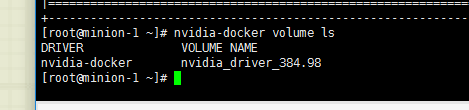 [root@minion-1 ~]# nvidia-docker volume ls
DRIVER VOLUME NAME
nvidia-docker nvidia_driver_384.98
[root@minion-1 ~]#